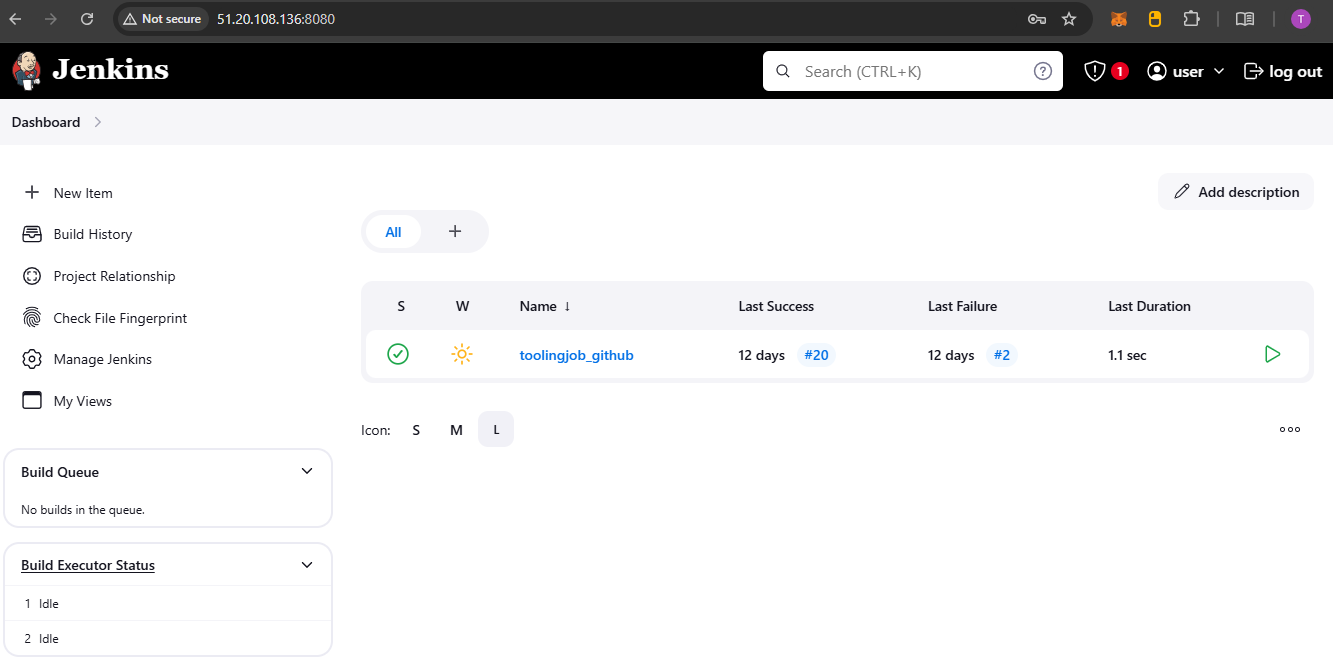 Not secure 51.20.108.136:8080 T
Jenkins Search (CTRL+K) ? 1 user log out
Dashboard
New Item
Build History
Project Relationship
Check File Fingerprint
Manage Jenkins
My Views
Build Queue
No builds in the queue.
Build Executor Status
1 Idle
2 Idle
Add description
All +
S W Name ↓ Last Success Last Failure Last Duration
toolingjob_github 12 days #20 12 days #2 1.1 sec
Icon: S M L